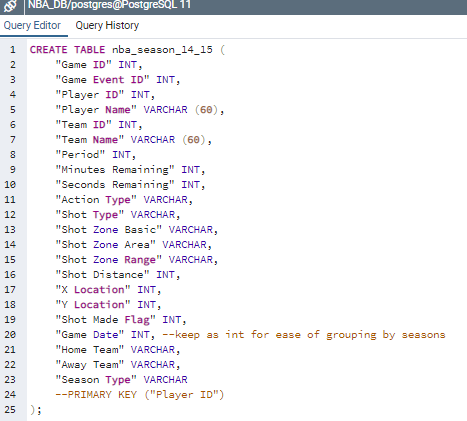 NBA_DB/postgres@PostgreSQL 11
Query Editor Query History
1 CREATE TABLE nba_season_14_15 (
2 "Game ID" INT,
3 "Game Event ID" INT,
4 "Player ID" INT,
5 "Player Name" VARCHAR (60),
6 "Team ID" INT,
7 "Team Name" VARCHAR (60),
8 "Period" INT,
9 "Minutes Remaining" INT,
10 "Seconds Remaining" INT,
11 "Action Type" VARCHAR,
12 "Shot Type" VARCHAR,
13 "Shot Zone Basic" VARCHAR,
14 "Shot Zone Area" VARCHAR,
15 "Shot Zone Range" VARCHAR,
16 "Shot Distance" INT,
17 "X Location" INT,
18 "Y Location" INT,
19 "Shot Made Flag" INT,
20 "Game Date" INT, --keep as int for ease of grouping by seasons
21 "Home Team" VARCHAR,
22 "Away Team" VARCHAR,
23 "Season Type" VARCHAR
24 --PRIMARY KEY ("Player ID")
25 );